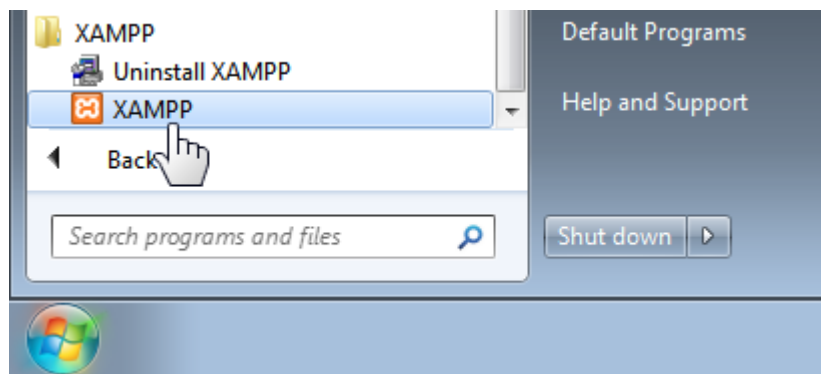 XAMPP
Uninstall XAMPP
XAMPP
Back
Search programs and files
Default Programs
Help and Support
Shut down